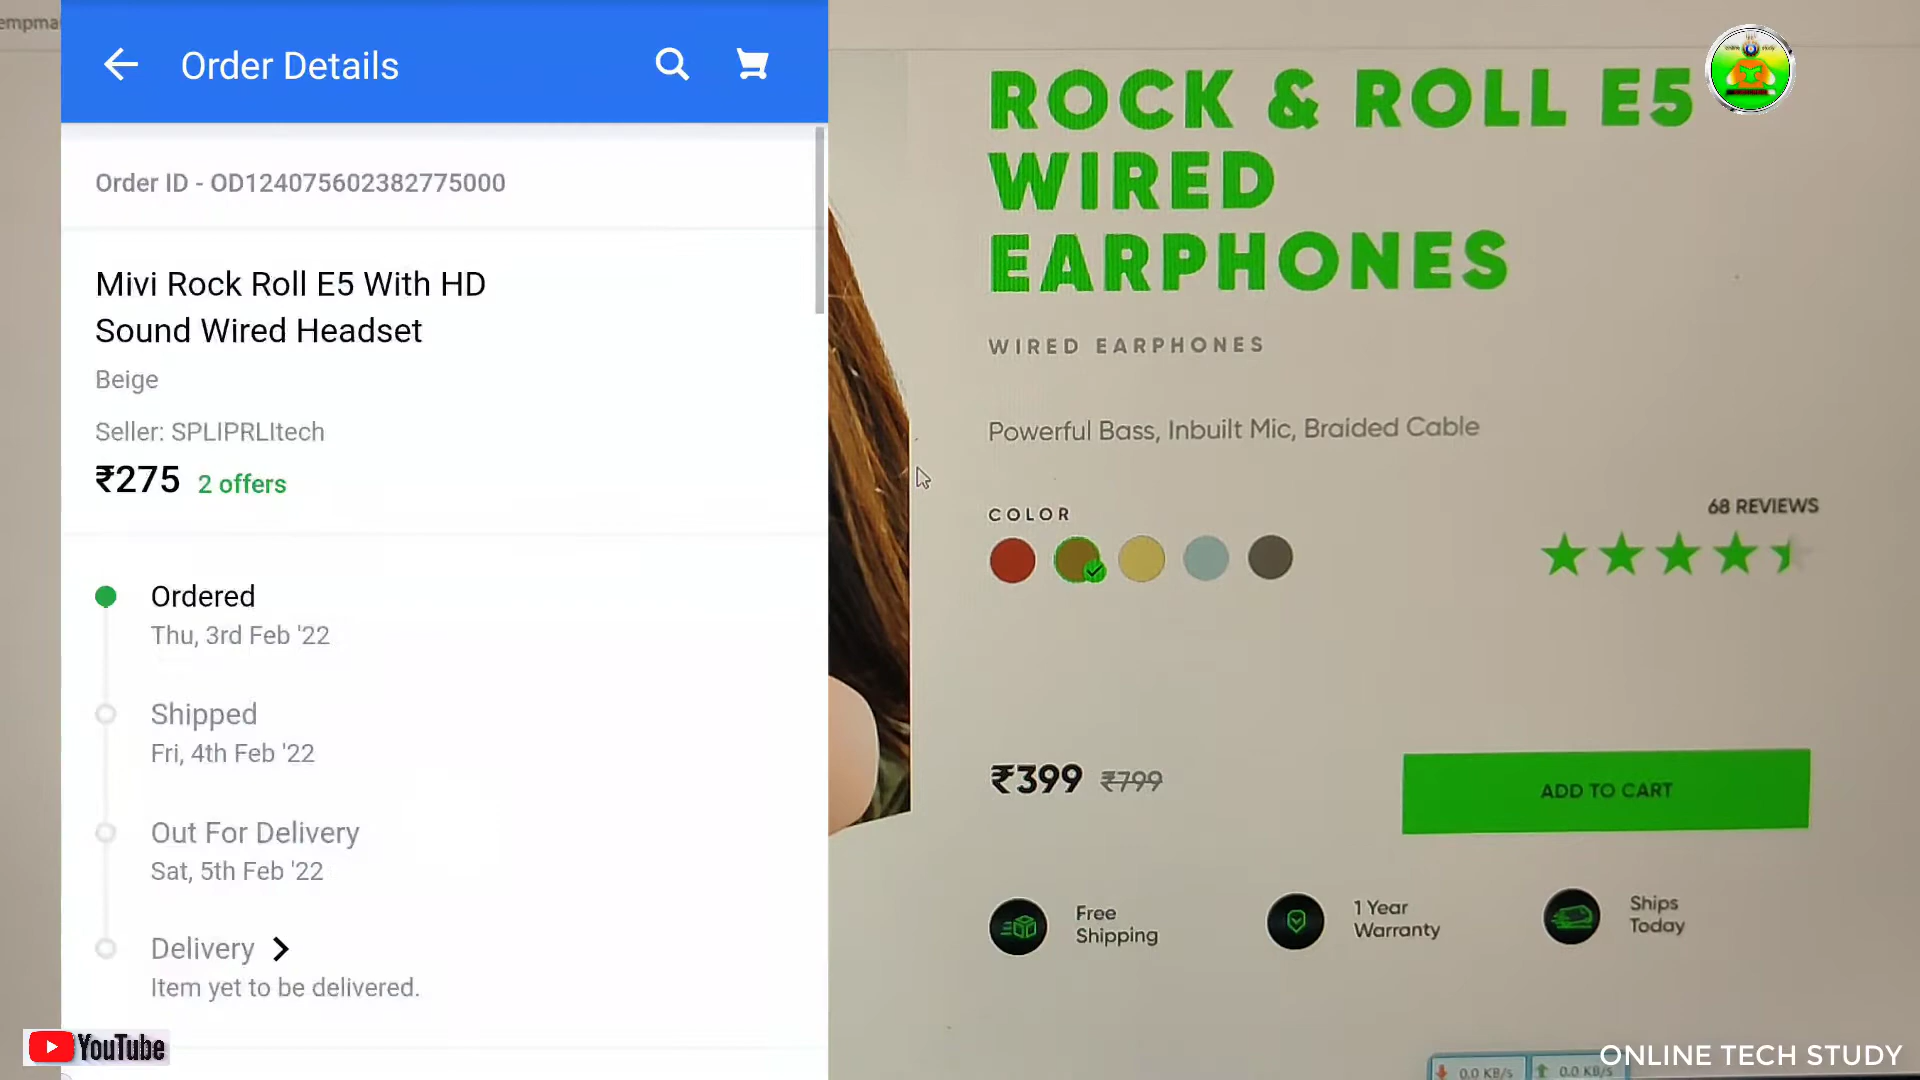 Order Details
Order ID - OD124075602382775000
Mivi Rock Roll E5 With HD
Sound Wired Headset
Beige
Seller: SPLIPRLItech
₹275 2 offers
Ordered
Thu, 3rd Feb '22
Shipped
Fri, 4th Feb '22
Out For Delivery
Sat, 5th Feb '22
Delivery
Item yet to be delivered.
YouTube
ROCK & ROLL E5
WIRED
EARPHONES
WIRED EARPHONES
Powerful Bass, Inbuilt Mic, Braided Cable
COLOR
68 REVIEWS
₹399 ₹799
ADD TO CART
Free
Shipping
1 Year
Warranty
Ships
Today
0.0 KB/s 0.0 KB/s
ONLINE TECH STUDY